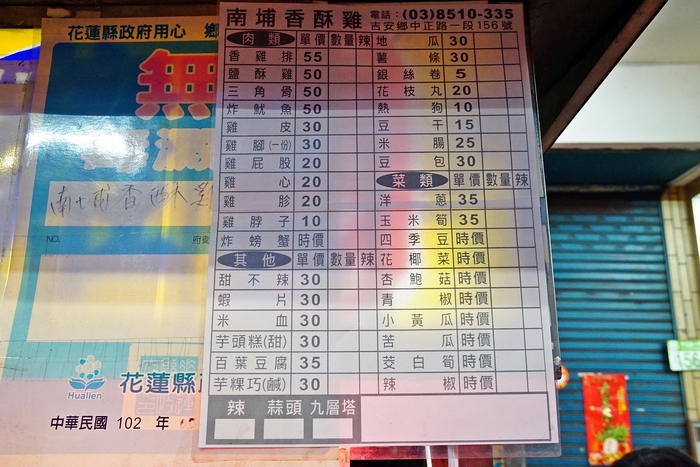 南埔香酥雞 電話:(03)8510-335
吉安鄉中正路一段156號
肉類 單價 數量 辣
香雞排 55
鹽酥雞 50
三角骨 50
炸魷魚 50
雞皮 30
雞腳(一份) 30
雞屁股 20
雞心 20
雞胗 20
雞脖子 10
炸螃蟹 時價
其他 單價 數量 辣
甜不辣 30
蝦片 30
米血 30
芋頭糕(甜) 30
百葉豆腐 35
芋粿巧(鹹) 30
地瓜 30
薯條 30
銀絲卷 5
花枝丸 20
熱狗 10
豆干 15
米腸 25
豆包 30
菜類 單價 數量 辣
洋蔥 35
玉米筍 35
四季豆 時價
花椰菜 時價
杏鮑菇 時價
青椒 時價
小黃瓜 時價
苦瓜 時價
茭白筍 時價
辣椒 時價
辣 蒜頭 九層塔
花蓮縣政府用心 鄉
無
南埔香酥雞
NO.
府
Hualien
花蓮縣政
中華民國 102 年